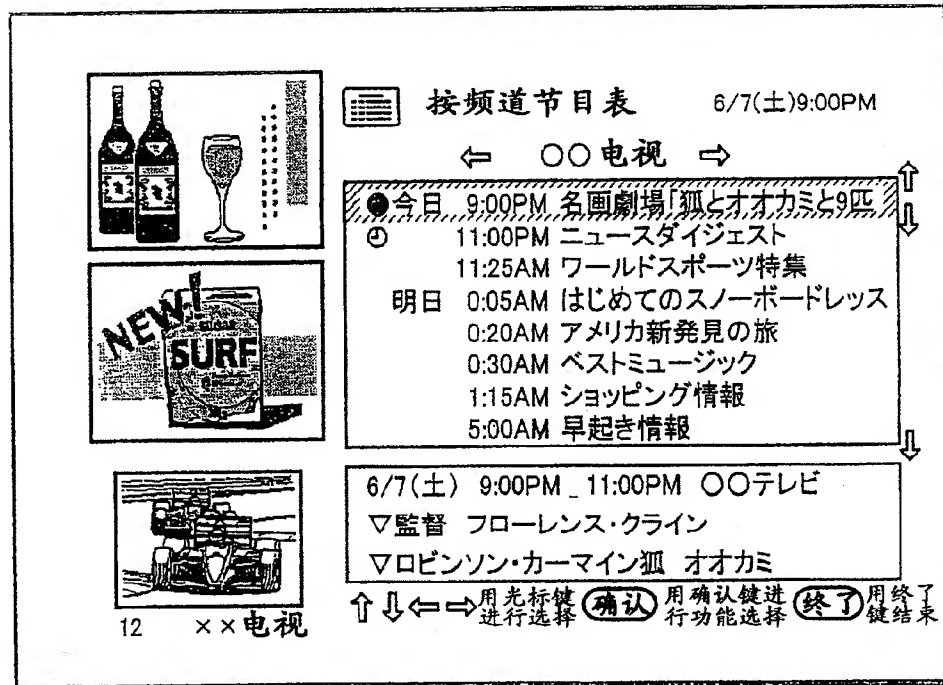 按频道节目表 6/7(土)9:00PM
⇦ 〇〇电视 ⇨
●今日 9:00PM 名画劇場「狐とオオカミと9匹
11:00PM ニュースダイジェスト
11:25AM ワールドスポーツ特集
明日 0:05AM はじめてのスノーボードレッス
0:20AM アメリカ新発見の旅
0:30AM ベストミュージック
1:15AM ショッピング情報
5:00AM 早起き情報
NEW!
SUGAR
SURF
6/7(土) 9:00PM_11:00PM 〇〇テレビ
▽監督 フローレンス・クライン
▽ロビンソン・カーマイン狐 オオカミ
12 ××电视
⇧⇩⇦⇨用光标键进行选择 确认 用确认键进行功能选择 终了 用终了键结束